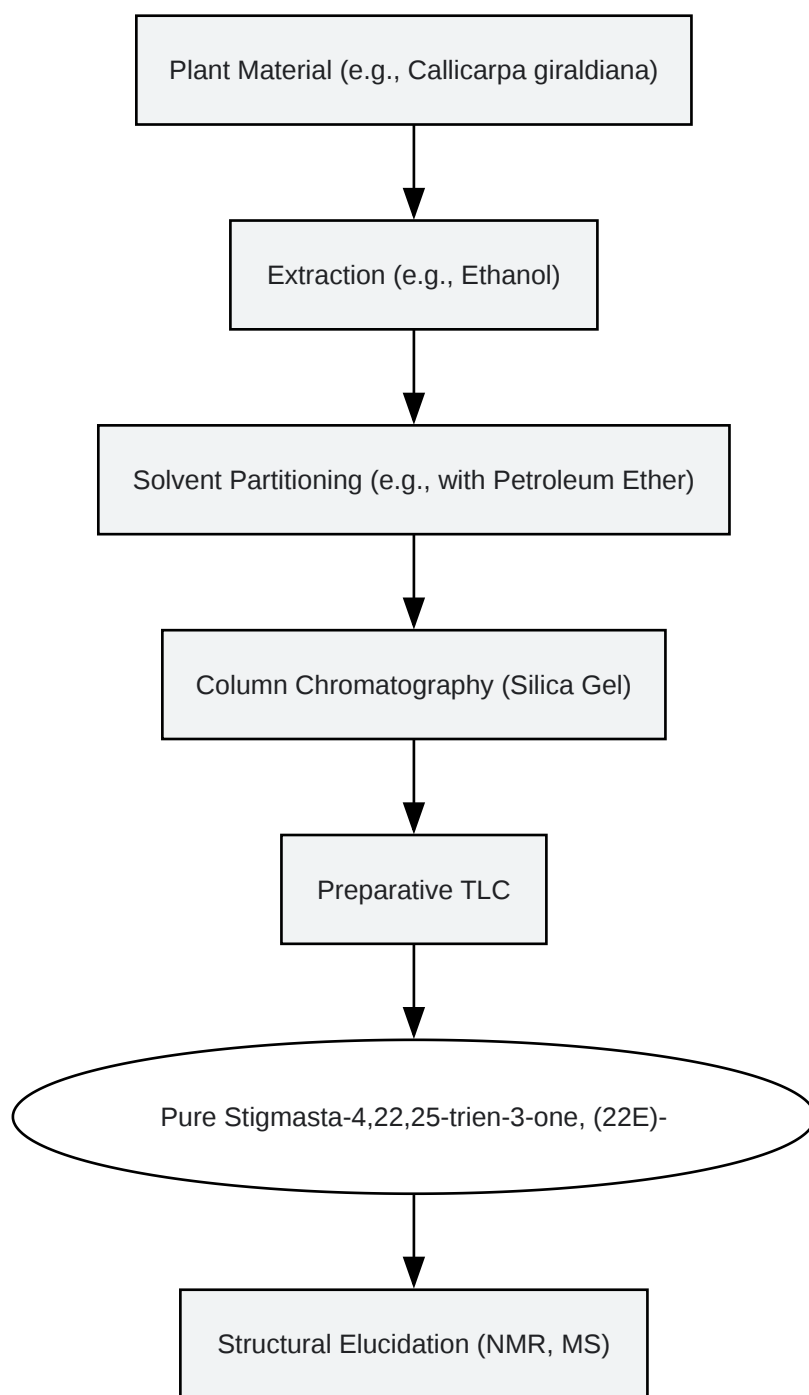 Plant Material (e.g., Callicarpa giraldiana)
Extraction (e.g., Ethanol)
Solvent Partitioning (e.g., with Petroleum Ether)
Column Chromatography (Silica Gel)
Preparative TLC
Pure Stigmasta-4,22,25-trien-3-one, (22E)-
Structural Elucidation (NMR, MS)